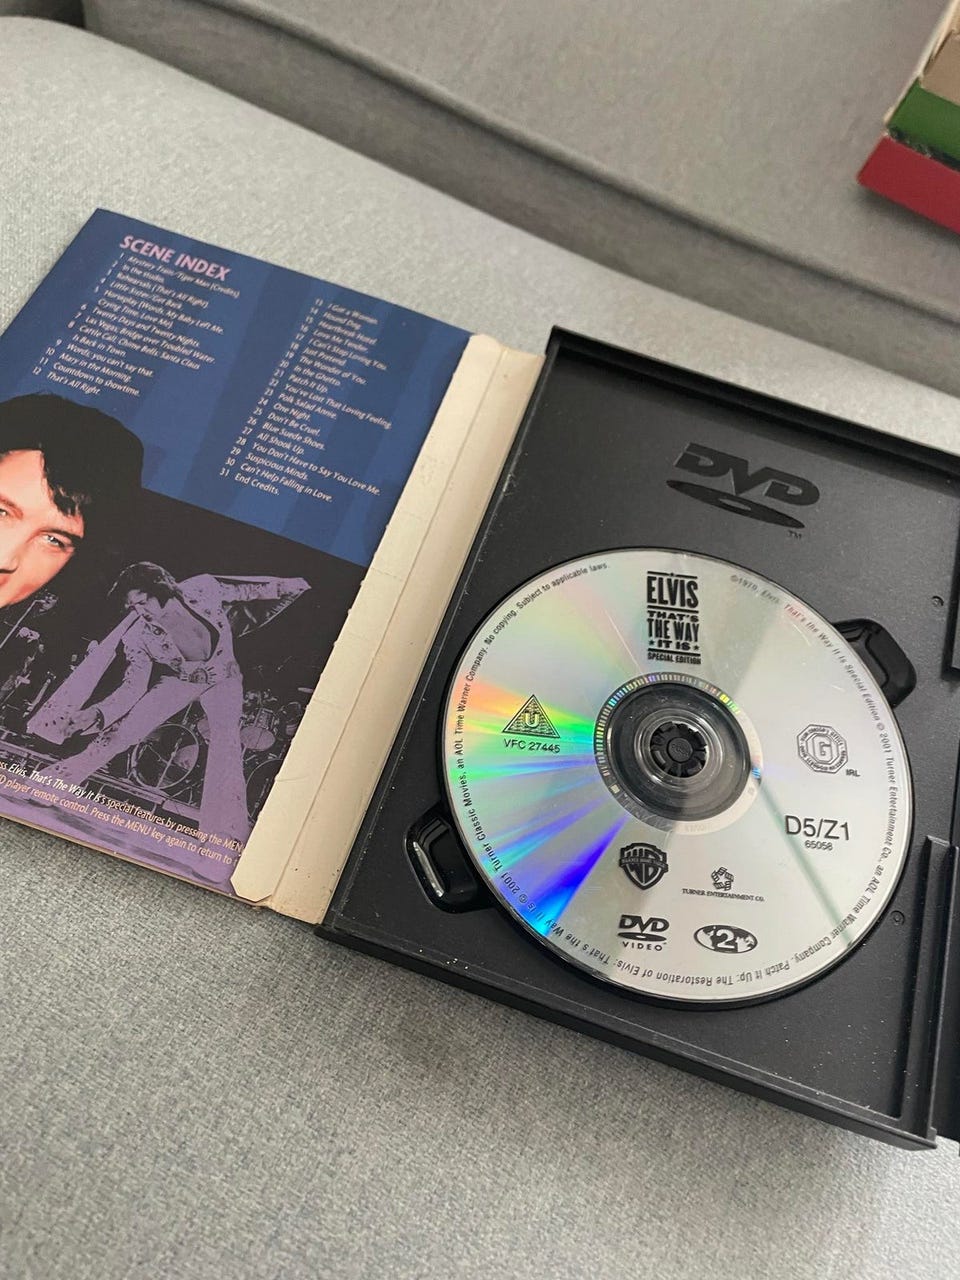 SCENE INDEX
1 Mystery Train/Tiger Man (Credits)
2 In the Studio.
3 Rehearsals (That's All Right)
4 Little Sister/Get Back
5 Horseplay (Words, My Baby Left Me.
Crying Time, Love Me).
6 Twenty Days and Twenty Nights.
7 Las Vegas; Bridge over Troubled Water.
8 Cattle Call; Chime Bells. Santa Claus
is Back in Town.
9 Words; you can't say that.
10 Mary in the Morning.
11 Countdown to showtime.
12 That's All Right.
13 I Got a Woman.
14 Hound Dog.
15 Heartbreak Hotel
16 Love Me Tender.
17 I Can't Stop Loving You.
18 Just Pretend.
19 The Wonder of You.
20 In the Ghetto.
21 Patch It Up.
22 You've Lost That Loving Feeling.
23 Polk Salad Annie.
24 One Night.
25 Don't Be Cruel.
26 Blue Suede Shoes.
27 All Shook Up.
28 You Don't Have to Say You Love Me.
29 Suspicious Minds.
30 Can't Help Falling in Love.
31 End Credits.
Elvis, That's The Way It Is's special features by pressing the MEN
player remote control. Press the MENU key again to return to
DVD
TM
ELVIS
THAT'S
THE WAY
IT IS
SPECIAL EDITION
U
VFC 27445
G
IRL
D5/Z1
65058
WB
TURNER ENTERTAINMENT CO.
DVD
VIDEO
2
©1970, Elvis: That's the Way It Is Special Edition © 2001 Turner Entertainment Co., an AOL Time Warner Company. Patch It Up: The Restoration of Elvis: That's the Way It Is © 2001 Turner Classic Movies, an AOL Time Warner Company. No copying. Subject to applicable laws.